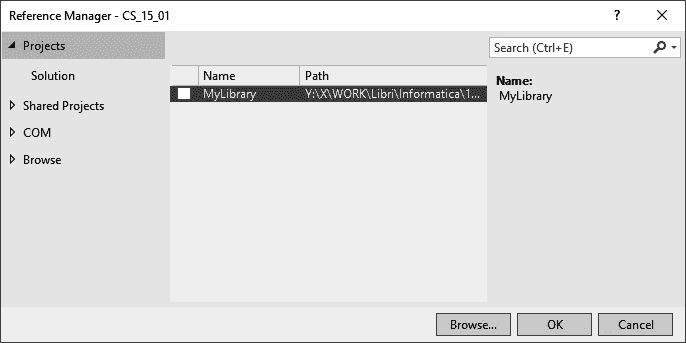 Reference Manager - CS_15_01
? ×
Projects
Solution
Shared Projects
COM
Browse
Name Path
MyLibrary Y:\X\WORK\Libri\Informatica\1...
Search (Ctrl+E)
Name:
MyLibrary
Browse... OK Cancel